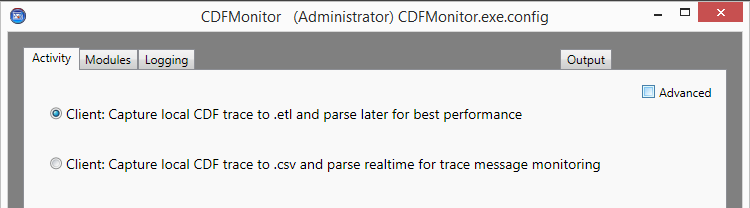 CDFMonitor (Administrator) CDFMonitor.exe.config
Activity Modules Logging Output
Advanced
Client: Capture local CDF trace to .etl and parse later for best performance
Client: Capture local CDF trace to .csv and parse realtime for trace message monitoring